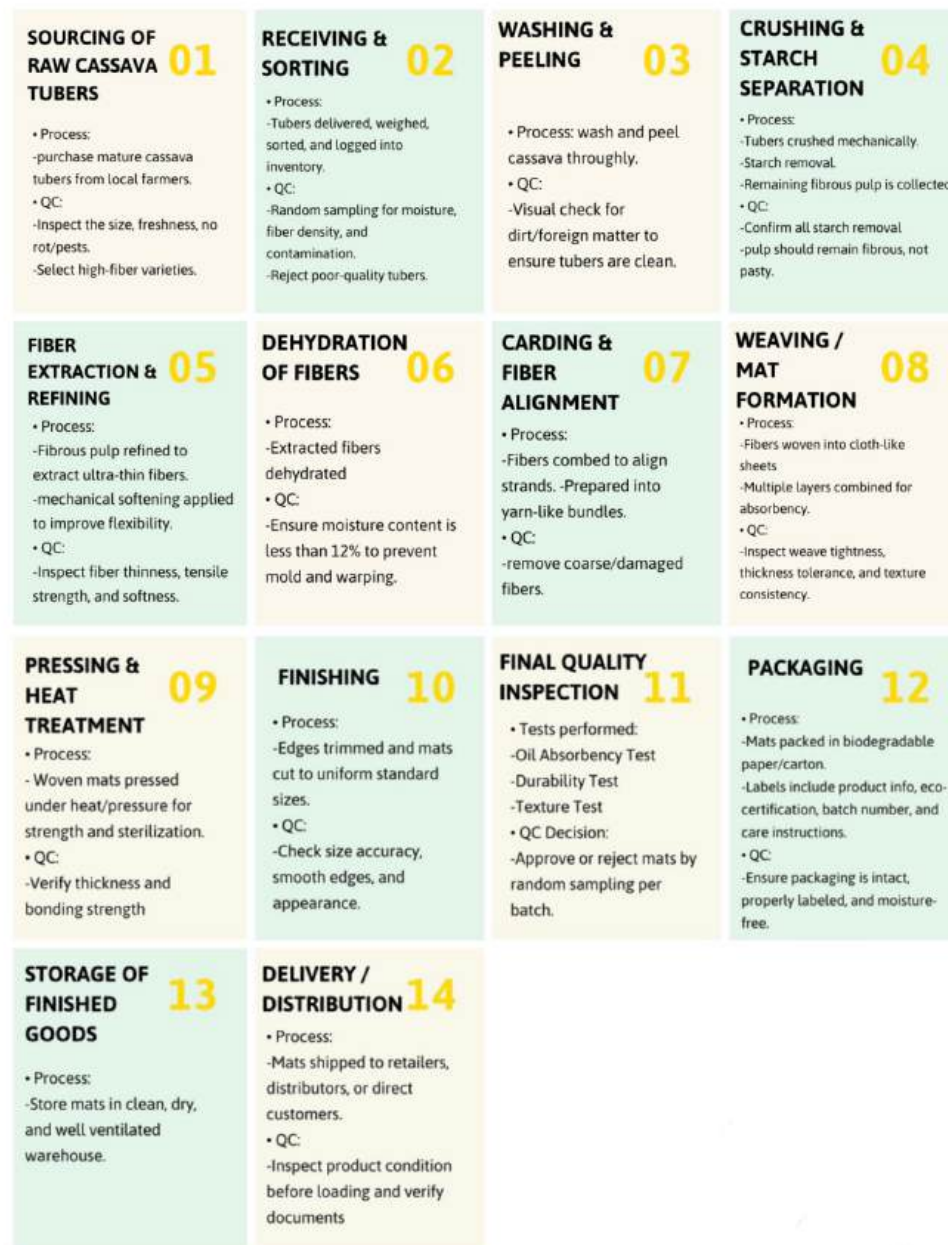 SOURCING OF
RAW CASSAVA
TUBERS
01
• Process:
-purchase mature cassava
tubers from local farmers.
• QC:
-Inspect the size, freshness, no
rot/pests.
-Select high-fiber varieties.
RECEIVING &
SORTING
02
• Process:
-Tubers delivered, weighed,
sorted, and logged into
inventory.
• QC:
-Random sampling for moisture,
fiber density, and
contamination.
-Reject poor-quality tubers.
WASHING &
PEELING
03
• Process: wash and peel
cassava throughly.
• QC:
-Visual check for
dirt/foreign matter to
ensure tubers are clean.
CRUSHING &
STARCH
SEPARATION
04
• Process:
-Tubers crushed mechanically.
-Starch removal.
-Remaining fibrous pulp is collected
• QC:
-Confirm all starch removal
-pulp should remain fibrous, not
pasty.
FIBER
EXTRACTION &
REFINING
05
• Process:
-Fibrous pulp refined to
extract ultra-thin fibers.
-mechanical softening applied
to improve flexibility.
• QC:
-Inspect fiber thinness, tensile
strength, and softness.
DEHYDRATION
OF FIBERS
06
• Process:
-Extracted fibers
dehydrated
• QC:
-Ensure moisture content is
less than 12% to prevent
mold and warping.
CARDING &
FIBER
ALIGNMENT
07
• Process:
-Fibers combed to align
strands. -Prepared into
yarn-like bundles.
• QC:
-remove coarse/damaged
fibers.
WEAVING /
MAT
FORMATION
08
• Process:
-Fibers woven into cloth-like
sheets
-Multiple layers combined for
absorbency.
• QC:
-Inspect weave tightness,
thickness tolerance, and texture
consistency.
PRESSING &
HEAT
TREATMENT
09
• Process:
- Woven mats pressed
under heat/pressure for
strength and sterilization.
• QC:
-Verify thickness and
bonding strength
FINISHING
10
• Process:
-Edges trimmed and mats
cut to uniform standard
sizes.
• QC:
-Check size accuracy,
smooth edges, and
appearance.
FINAL QUALITY
INSPECTION
11
• Tests performed:
-Oil Absorbency Test
-Durability Test
-Texture Test
• QC Decision:
-Approve or reject mats by
random sampling per
batch.
PACKAGING
12
• Process:
-Mats packed in biodegradable
paper/carton.
-Labels include product info, eco-
certification, batch number, and
care instructions.
• QC:
-Ensure packaging is intact,
properly labeled, and moisture-
free.
STORAGE OF
FINISHED
GOODS
13
• Process:
-Store mats in clean, dry,
and well ventilated
warehouse.
DELIVERY /
DISTRIBUTION
14
• Process:
-Mats shipped to retailers,
distributors, or direct
customers.
• QC:
-Inspect product condition
before loading and verify
documents